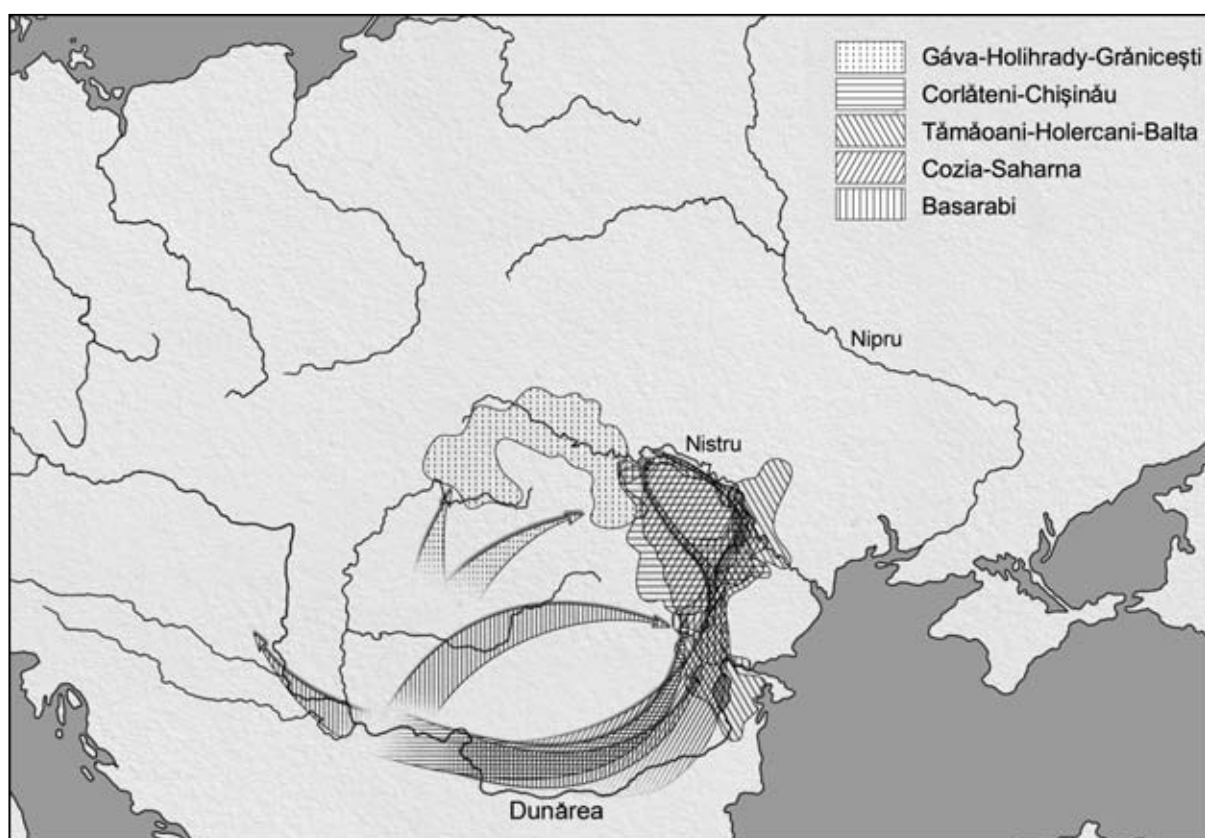 Gáva-Holihrady-Grănicești
Corlăteni-Chișinău
Tămăoani-Holercani-Balta
Cozia-Saharna
Basarabi
Nipru
Nistru
Dunărea